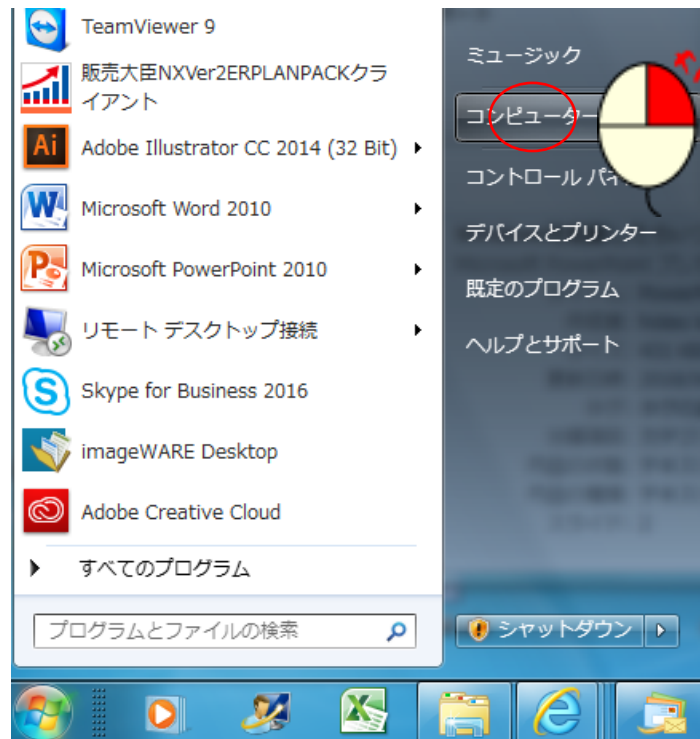 TeamViewer 9
販売大臣NXVer2ERPLANPACKクラ
イアント
Adobe Illustrator CC 2014 (32 Bit)
Microsoft Word 2010
Microsoft PowerPoint 2010
リモート デスクトップ接続
Skype for Business 2016
imageWARE Desktop
Adobe Creative Cloud
すべてのプログラム
プログラムとファイルの検索
ミュージック
コンピューター
コントロール パネ
デバイスとプリンター
既定のプログラム
ヘルプとサポート
シャットダウン